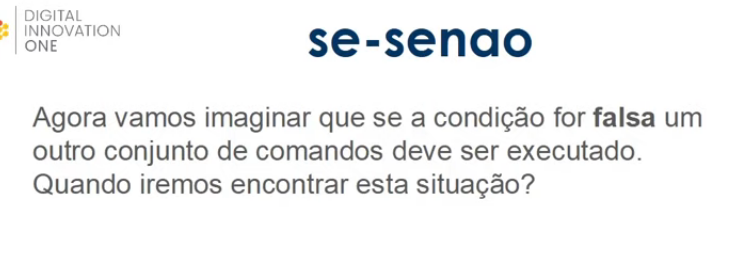 DIGITAL
INNOVATION
ONE
se-senao
Agora vamos imaginar que se a condição for falsa um
outro conjunto de comandos deve ser executado.
Quando iremos encontrar esta situação?